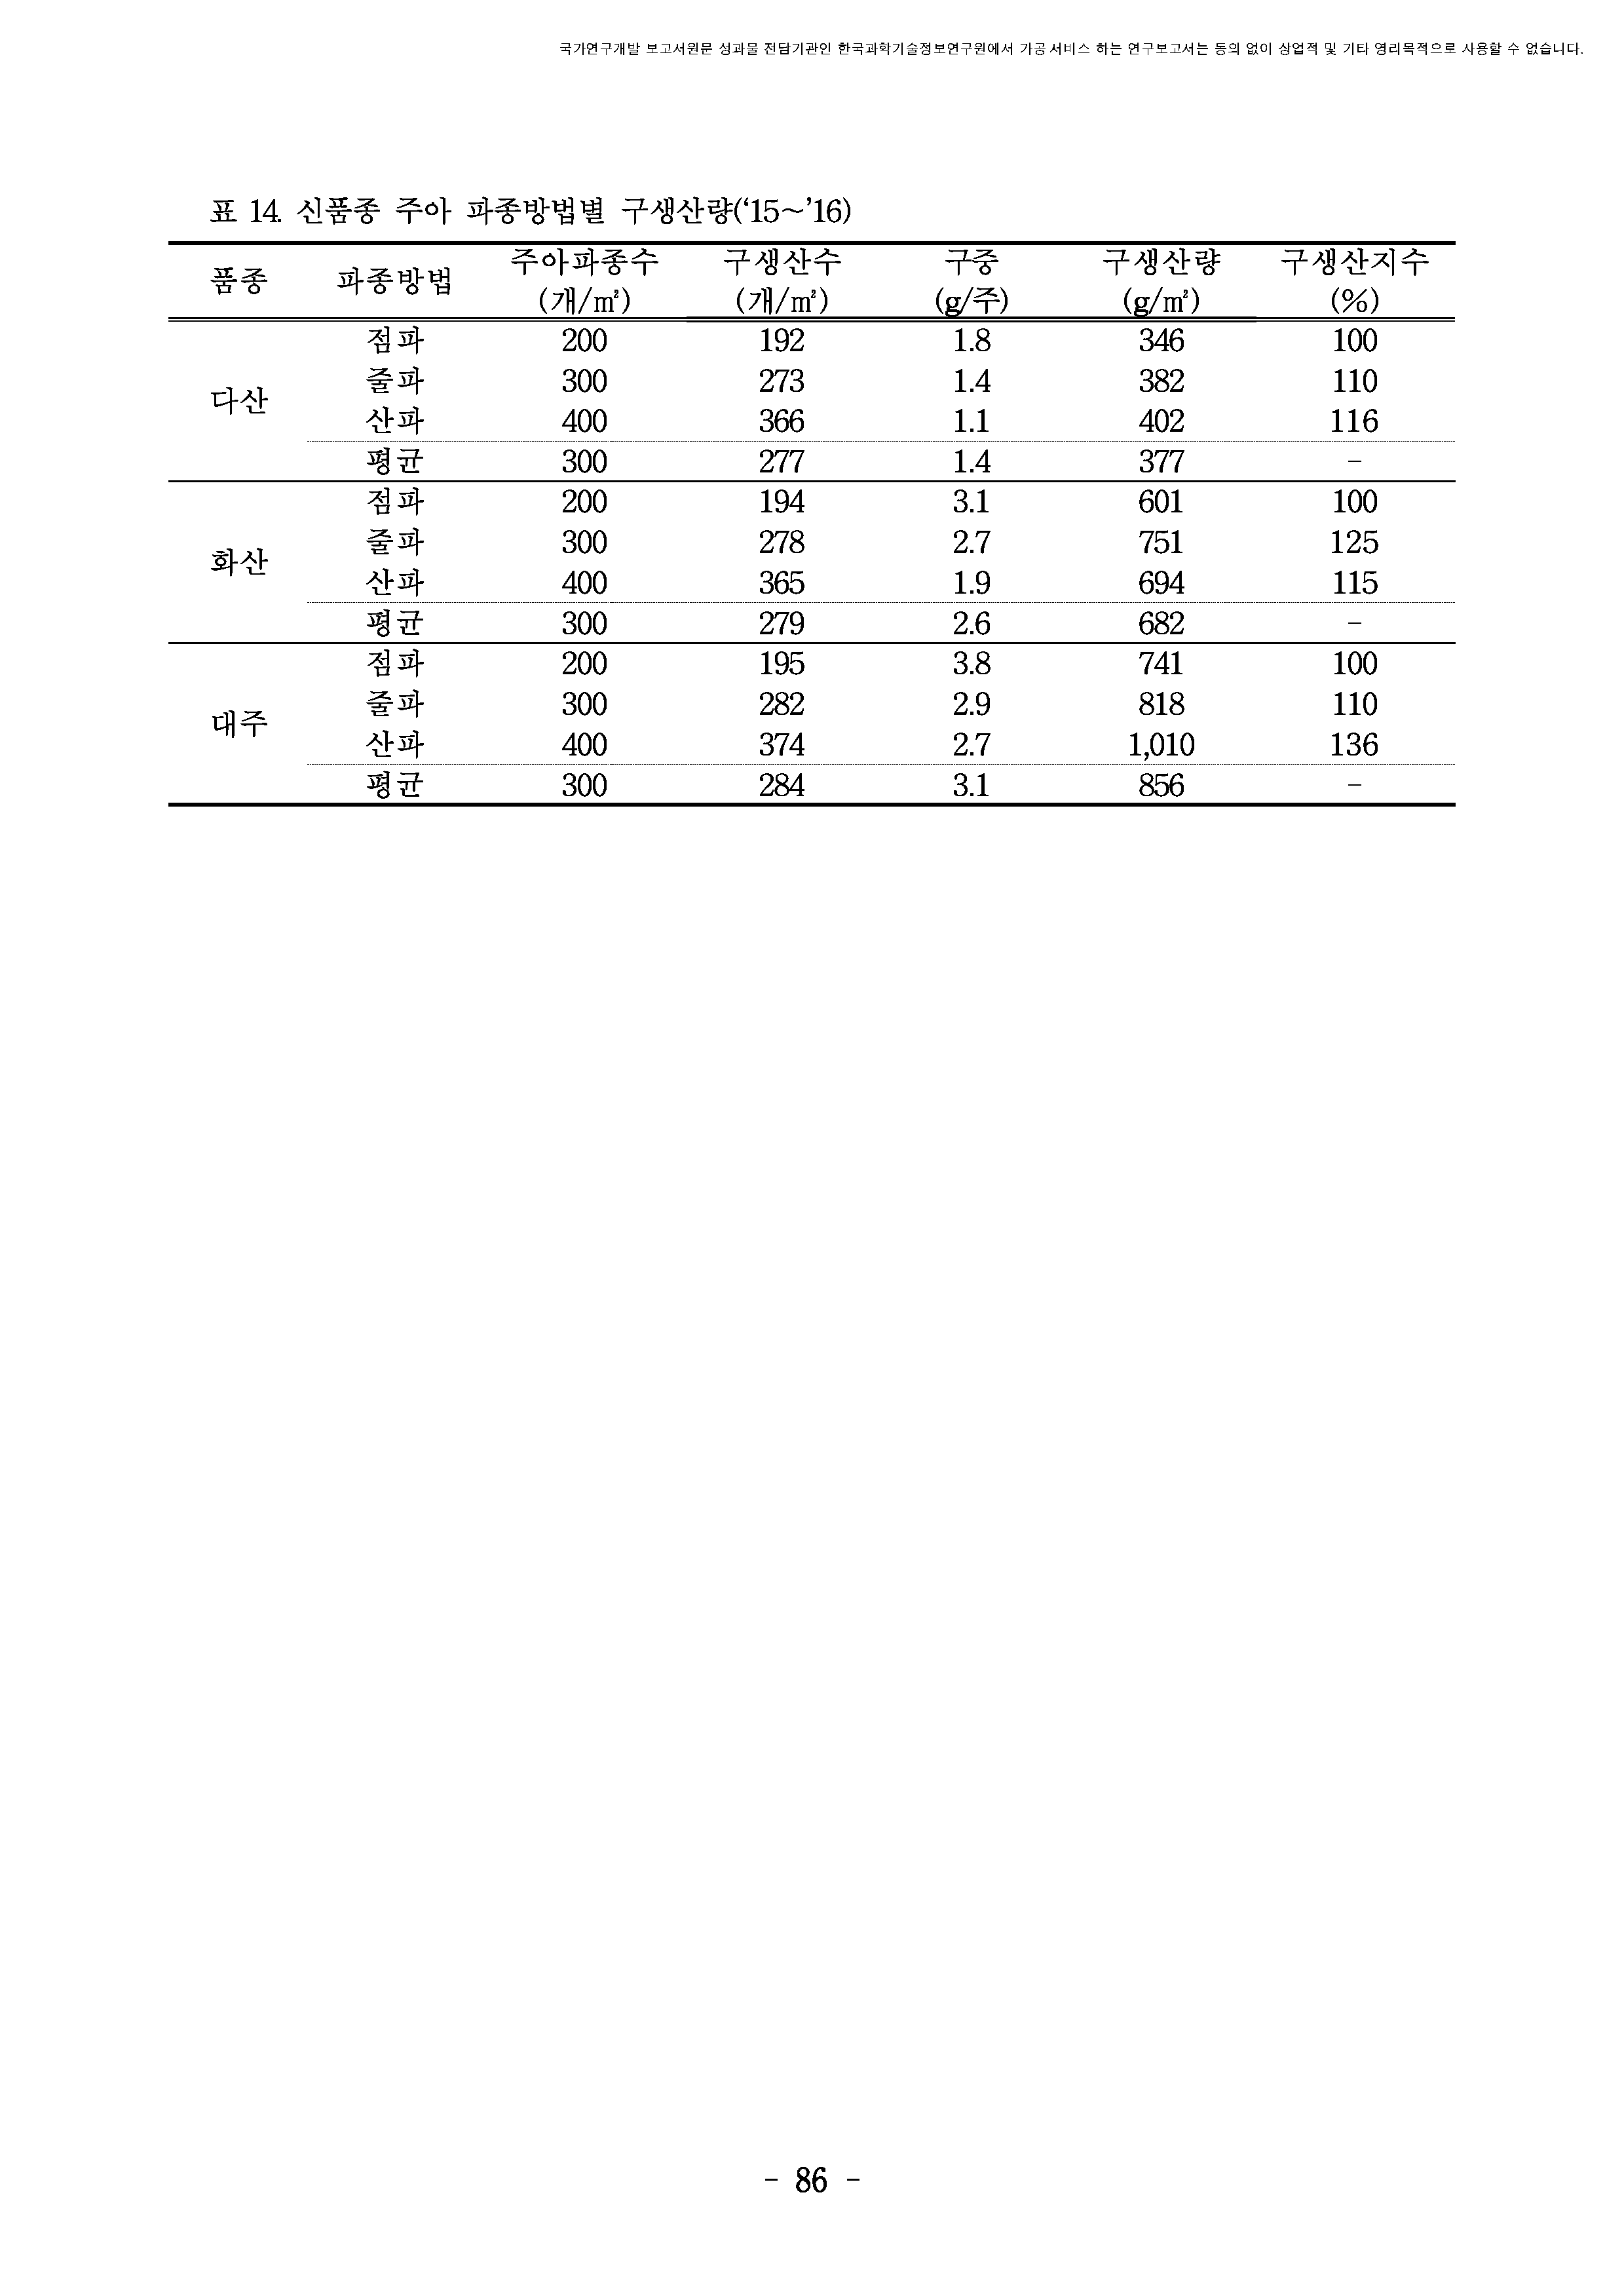 국가연구개발 보고서원문 성과물 전담기관인 한국과학기술정보연구원에서 가공·서비스 하는 연구보고서는 동의 없이 상업적 및 기타 영리목적으로 사용할 수 없습니다.
표 14. 신품종 주아 파종방법별 구생산량(‘15~’16)
품종 파종방법 주아파종수 (개/㎡) 구생산수 (개/㎡) 구중 (g/주) 구생산량 (g/㎡) 구생산지수 (%)
다산 점파 200 192 1.8 346 100
줄파 300 273 1.4 382 110
산파 400 366 1.1 402 116
평균 300 277 1.4 377 -
화산 점파 200 194 3.1 601 100
줄파 300 278 2.7 751 125
산파 400 365 1.9 694 115
평균 300 279 2.6 682 -
대주 점파 200 195 3.8 741 100
줄파 300 282 2.9 818 110
산파 400 374 2.7 1,010 136
평균 300 284 3.1 856 -
- 86 -